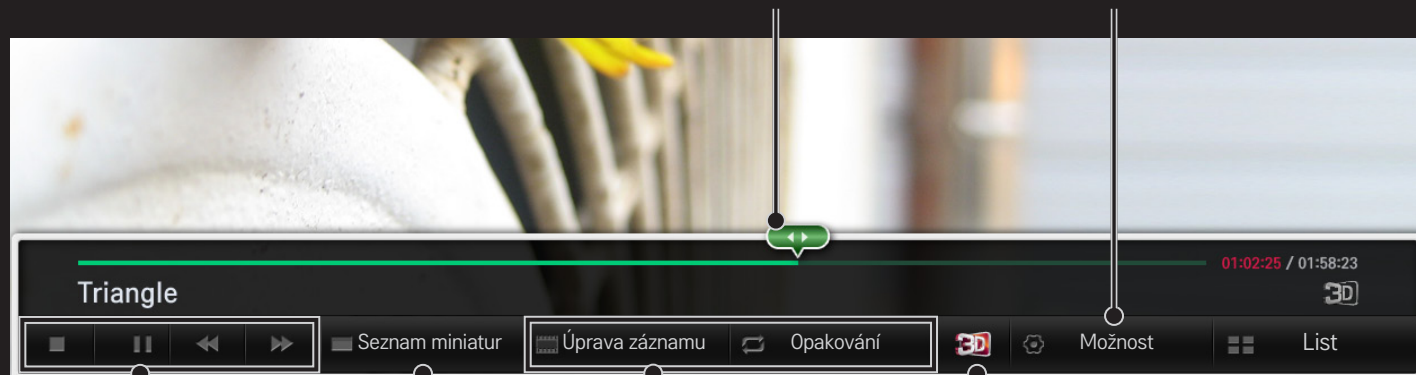 01:02:25 / 01:58:23
Triangle
3D
Seznam miniatur Úprava záznamu Opakování 3D Možnost List